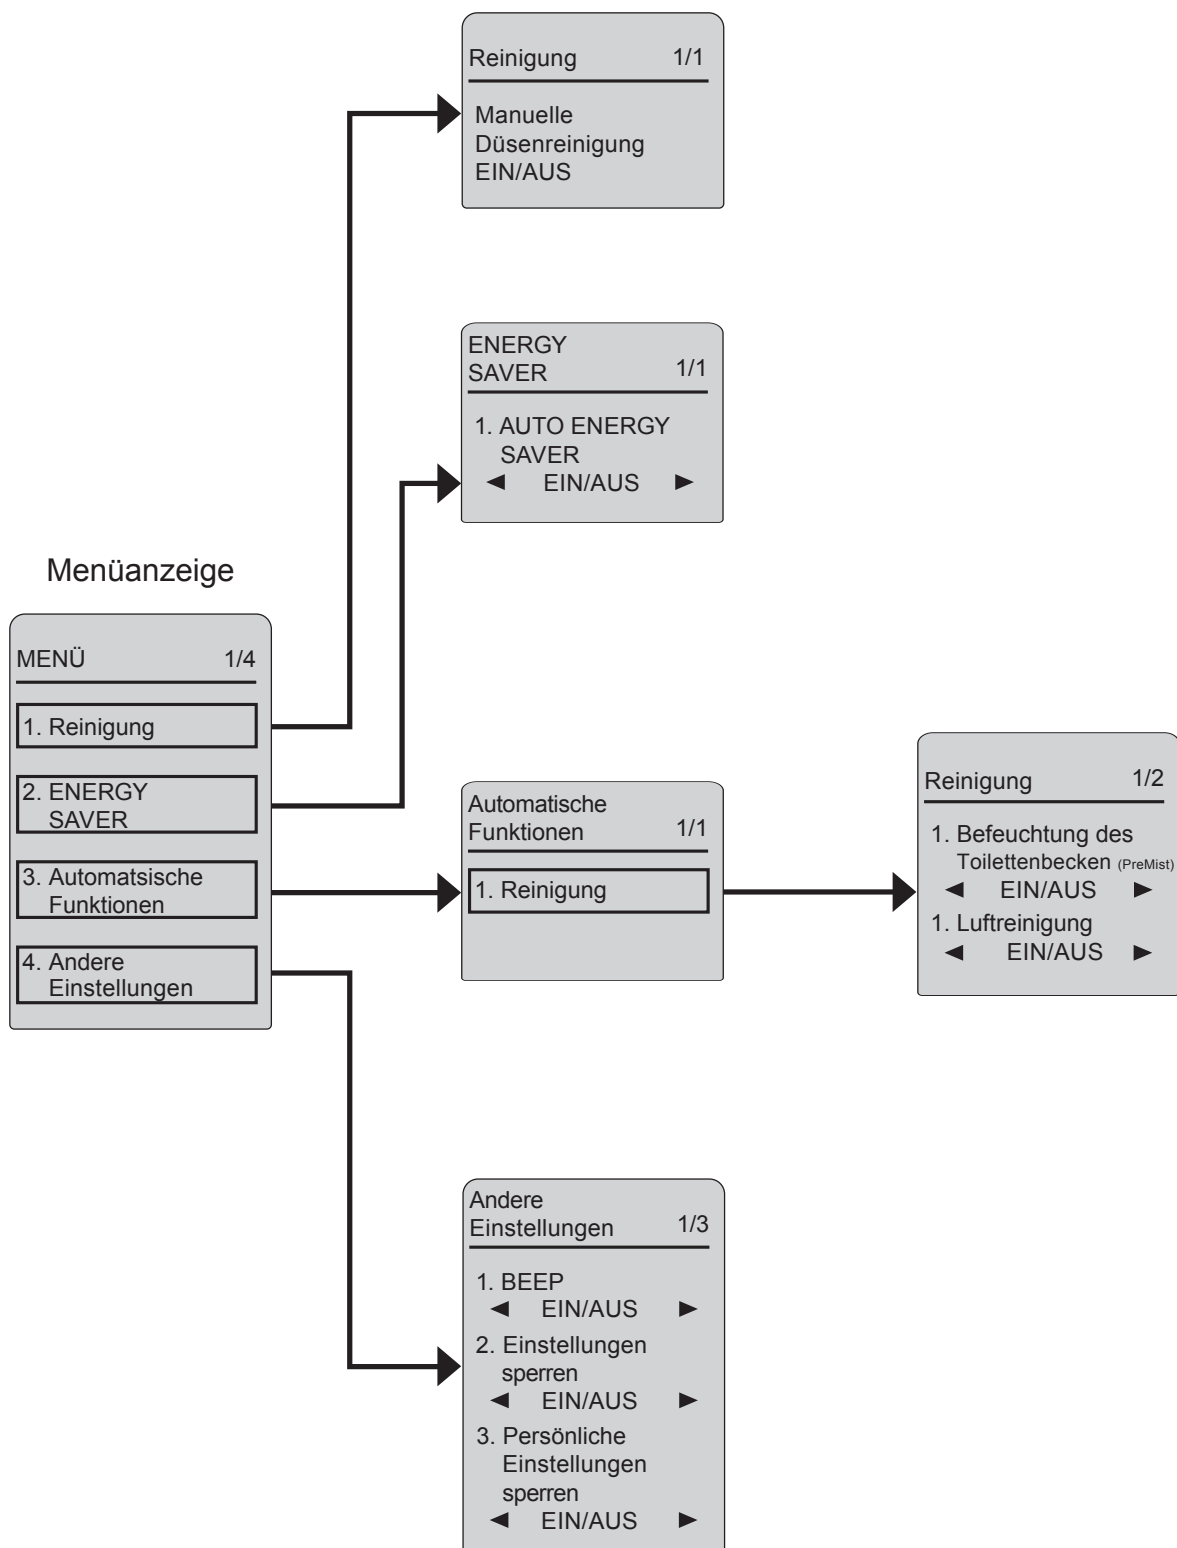 Reinigung 1/1
Manuelle
Düsenreinigung
EIN/AUS
ENERGY
SAVER 1/1
1. AUTO ENERGY
SAVER
◄ EIN/AUS ►
Menüanzeige
MENÜ 1/4
1. Reinigung
2. ENERGY
SAVER
3. Automatsische
Funktionen
4. Andere
Einstellungen
Automatische
Funktionen 1/1
1. Reinigung
Reinigung 1/2
1. Befeuchtung des
Toilettenbecken (PreMist)
◄ EIN/AUS ►
1. Luftreinigung
◄ EIN/AUS ►
Andere
Einstellungen 1/3
1. BEEP
◄ EIN/AUS ►
2. Einstellungen
sperren
◄ EIN/AUS ►
3. Persönliche
Einstellungen
sperren
◄ EIN/AUS ►